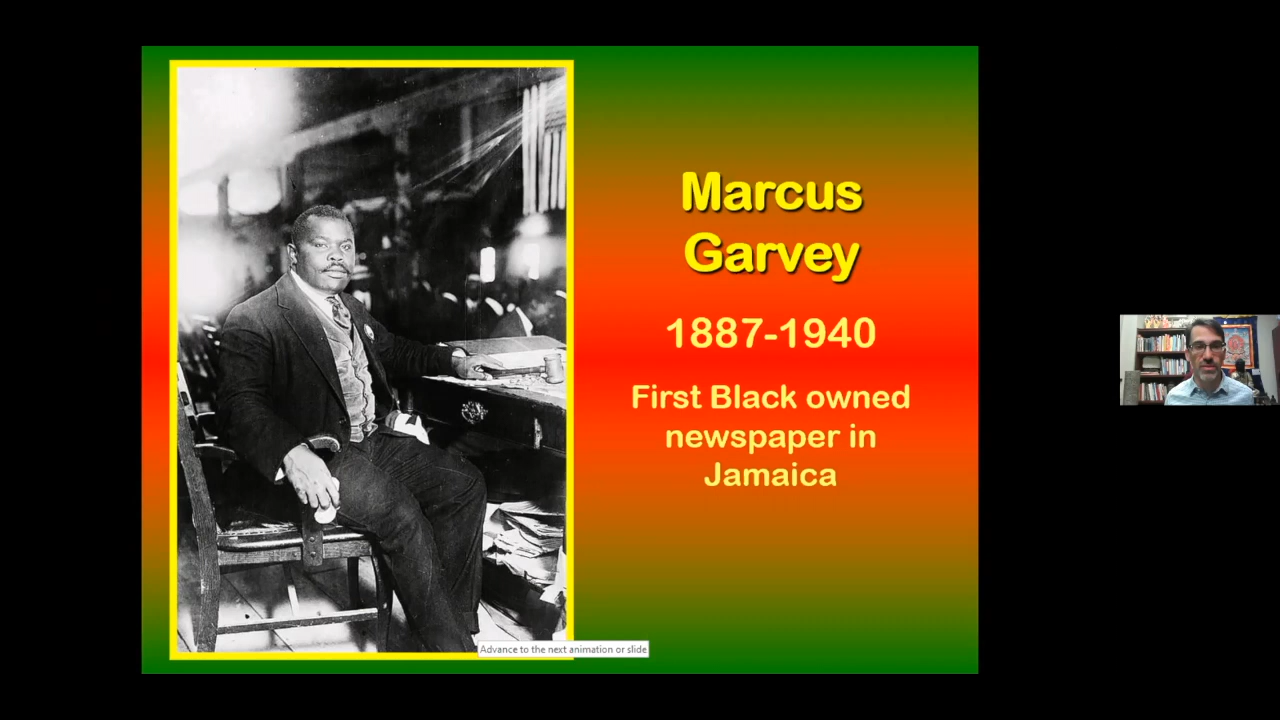 Marcus
Garvey
1887-1940
First Black owned
newspaper in
Jamaica
Advance to the next animation or slide